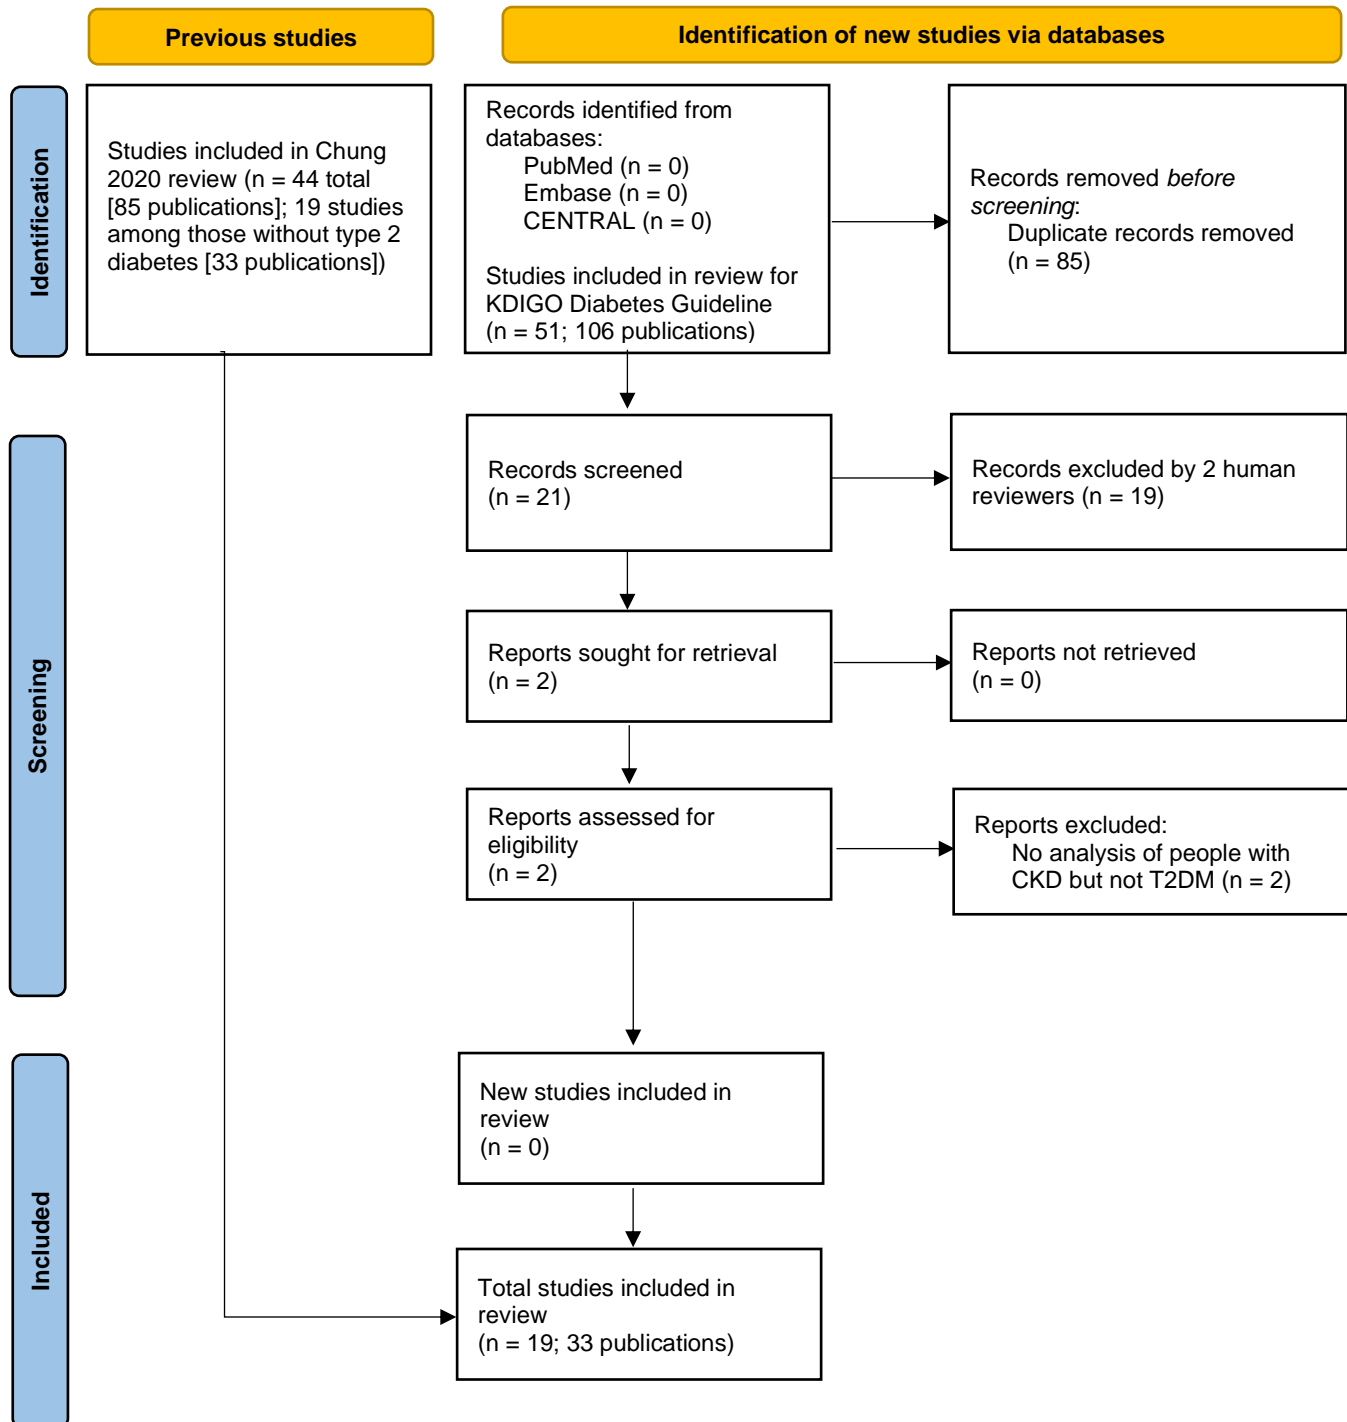 Previous studies
Identification of new studies via databases
Identification
Studies included in Chung
2020 review (n = 44 total
[85 publications]; 19 studies
among those without type 2
diabetes [33 publications])
Records identified from
databases:
PubMed (n = 0)
Embase (n = 0)
CENTRAL (n = 0)
Studies included in review for
KDIGO Diabetes Guideline
(n = 51; 106 publications)
Records removed before
screening:
Duplicate records removed
(n = 85)
Screening
Records screened
(n = 21)
Records excluded by 2 human
reviewers (n = 19)
Reports sought for retrieval
(n = 2)
Reports not retrieved
(n = 0)
Reports assessed for
eligibility
(n = 2)
Reports excluded:
No analysis of people with
CKD but not T2DM (n = 2)
Included
New studies included in
review
(n = 0)
Total studies included in
review
(n = 19; 33 publications)